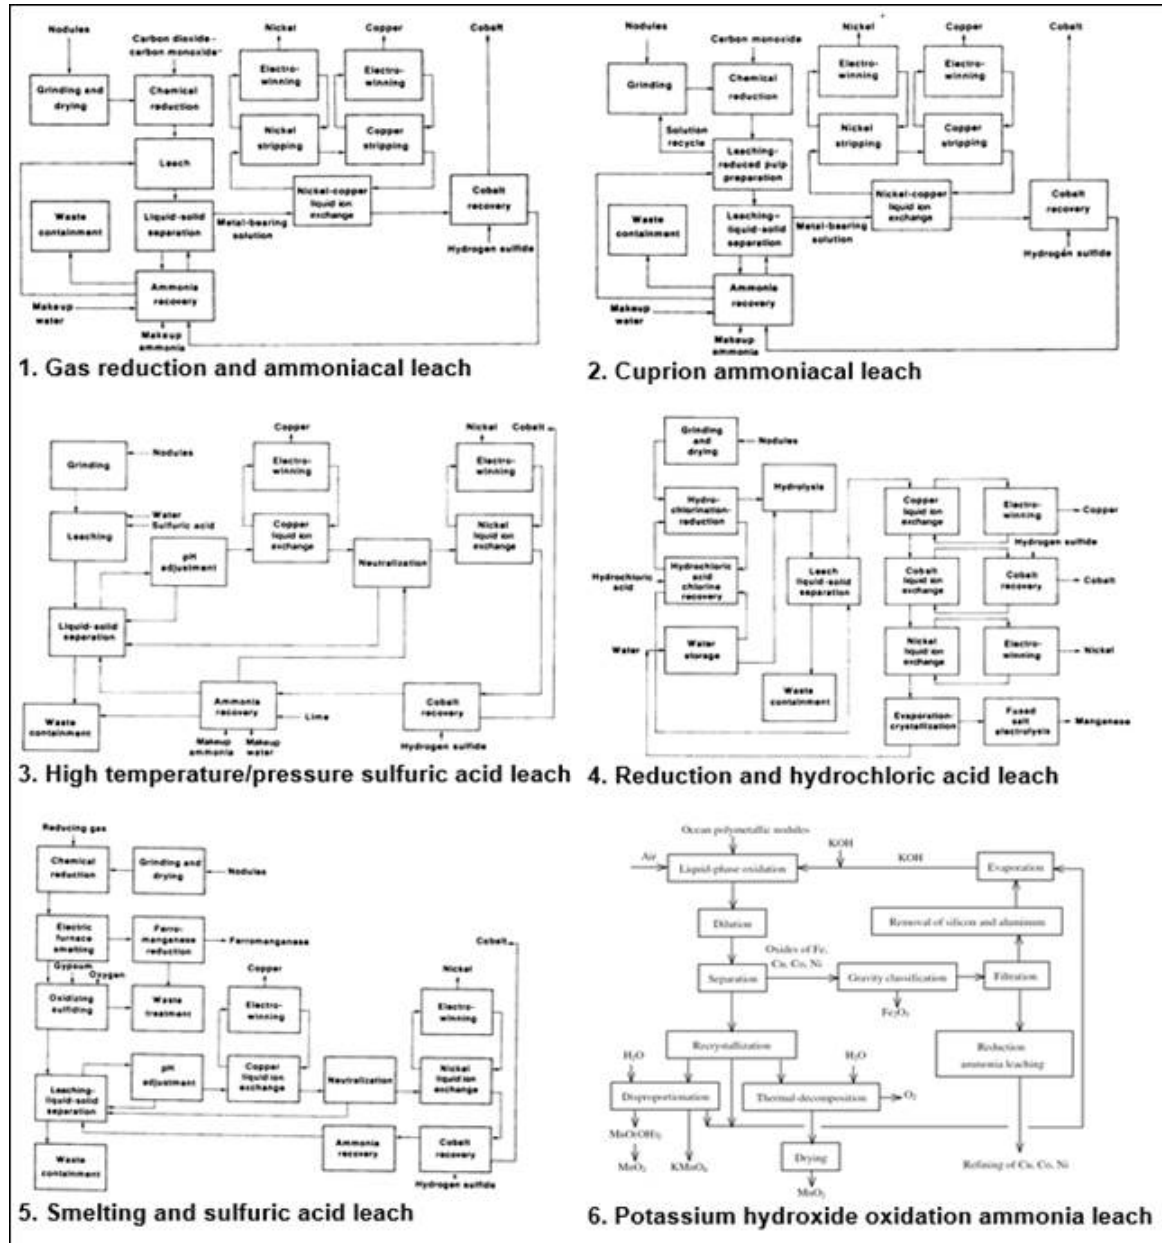 Nodules
Carbon dioxide-
carbon monoxide
Nickel
Copper
Cobalt
Grinding and
drying
Chemical
reduction
Electro-
winning
Electro-
winning
Nickel
stripping
Copper
stripping
Leach
Nickel-copper
liquid ion
exchange
Cobalt
recovery
Waste
containment
Liquid-solid
separation
Metal-bearing
solution
Hydrogen sulfide
Ammonia
recovery
Makeup
water
Makeup
ammonia
1. Gas reduction and ammoniacal leach
Nodules
Carbon monoxide
Nickel
Copper
Cobalt
Grinding
Chemical
reduction
Electro-
winning
Electro-
winning
Solution
recycle
Nickel
stripping
Copper
stripping
Leaching-
reduced pulp
preparation
Nickel-copper
liquid ion
exchange
Cobalt
recovery
Waste
containment
Leaching-
liquid-solid
separation
Metal-bearing
solution
Hydrogen sulfide
Ammonia
recovery
Makeup
water
Makeup
ammonia
2. Cuprion ammoniacal leach
Copper
Nickel
Cobalt
Grinding
Nodules
Electro-
winning
Electro-
winning
Leaching
Water
Sulfuric acid
pH
adjustment
Copper
liquid ion
exchange
Neutralization
Nickel
liquid ion
exchange
Liquid-solid
separation
Ammonia
recovery
Lime
Cobalt
recovery
Waste
containment
Makeup
ammonia
Makeup
water
Hydrogen sulfide
3. High temperature/pressure sulfuric acid leach
Grinding
and
drying
Nodules
Hydrolysis
Hydro-
chlorination-
reduction
Copper
liquid ion
exchange
Electro-
winning
Copper
Hydrogen sulfide
Hydrochloric
acid
Hydrochloric
acid
chlorine
recovery
Leach
liquid-solid
separation
Cobalt
liquid ion
exchange
Cobalt
recovery
Cobalt
Water
Water
storage
Nickel
liquid ion
exchange
Electro-
winning
Nickel
Waste
containment
Evaporation-
crystallization
Fused
salt
electrolysis
Manganese
4. Reduction and hydrochloric acid leach
Reducing gas
Chemical
reduction
Grinding and
drying
Nodules
Electric
furnace
smelting
Ferro-
manganese
reduction
Ferromanganese
Gypsum
Oxygen
Copper
Nickel
Cobalt
Oxidizing
sulfiding
Waste
treatment
Electro-
winning
Electro-
winning
Leaching-
liquid-solid
separation
pH
adjustment
Copper
liquid ion
exchange
Neutralization
Nickel
liquid ion
exchange
Ammonia
recovery
Cobalt
recovery
Waste
containment
Hydrogen sulfide
5. Smelting and sulfuric acid leach
Ocean polymetallic nodules
Air
KOH
Liquid-phase oxidation
KOH
Evaporation
Dilution
Removal of silicon and aluminum
Oxides of Fe,
Cu, Co, Ni
Separation
Gravity classification
Filtration
Fe₂O₃
Recrystallization
Reduction
ammonia leaching
H₂O
H₂O
Disproportionation
Thermal-decomposition
O₂
MnO(OH)₂
MnO₂
KMnO₄
Drying
Refining of Cu, Co, Ni
MnO₂
6. Potassium hydroxide oxidation ammonia leach